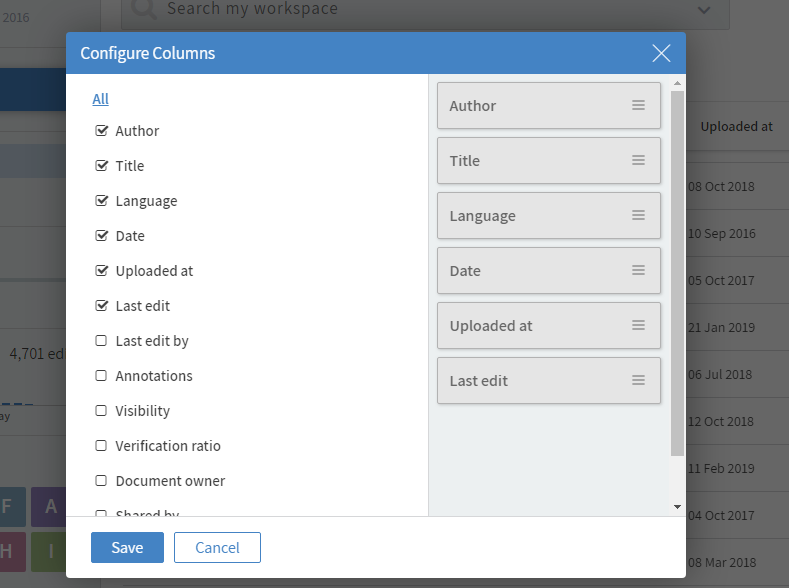 2016
Search my workspace
Configure Columns
All
Author
Title
Language
Date
Uploaded at
Last edit
Last edit by
Annotations
Visibility
Verification ratio
Document owner
Shared by
Author
Title
Language
Date
Uploaded at
Last edit
Save
Cancel
Uploaded at
08 Oct 2018
10 Sep 2016
05 Oct 2017
21 Jan 2019
06 Jul 2018
12 Oct 2018
11 Feb 2019
04 Oct 2017
08 Mar 2018
4,701 ed
ay
F A
H I